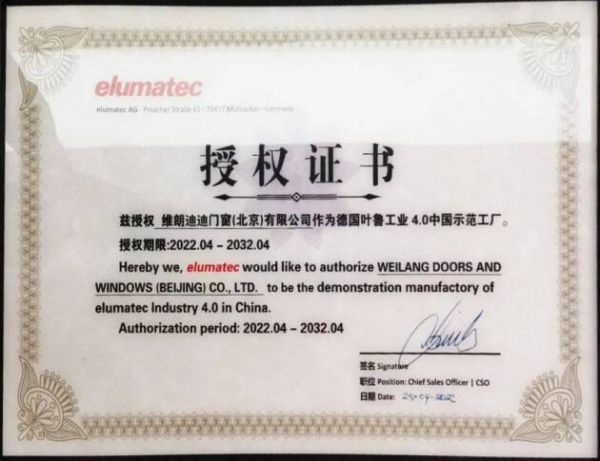 elumatec
elumatec AG - Pinacher Straße 61 - 75417 Mühlacker - Germany
授权证书
兹授权 维朗迪迪门窗(北京)有限公司作为德国叶鲁工业 4.0中国示范工厂。
授权期限:2022.04 – 2032.04
Hereby we, elumatec would like to authorize WEILANG DOORS AND
WINDOWS (BEIJING) CO., LTD. to be the demonstration manufactory of
elumatec Industry 4.0 in China.
Authorization period: 2022.04 – 2032.04
签名 Signature
职位 Position: Chief Sales Officer | CSO
日期 Date: